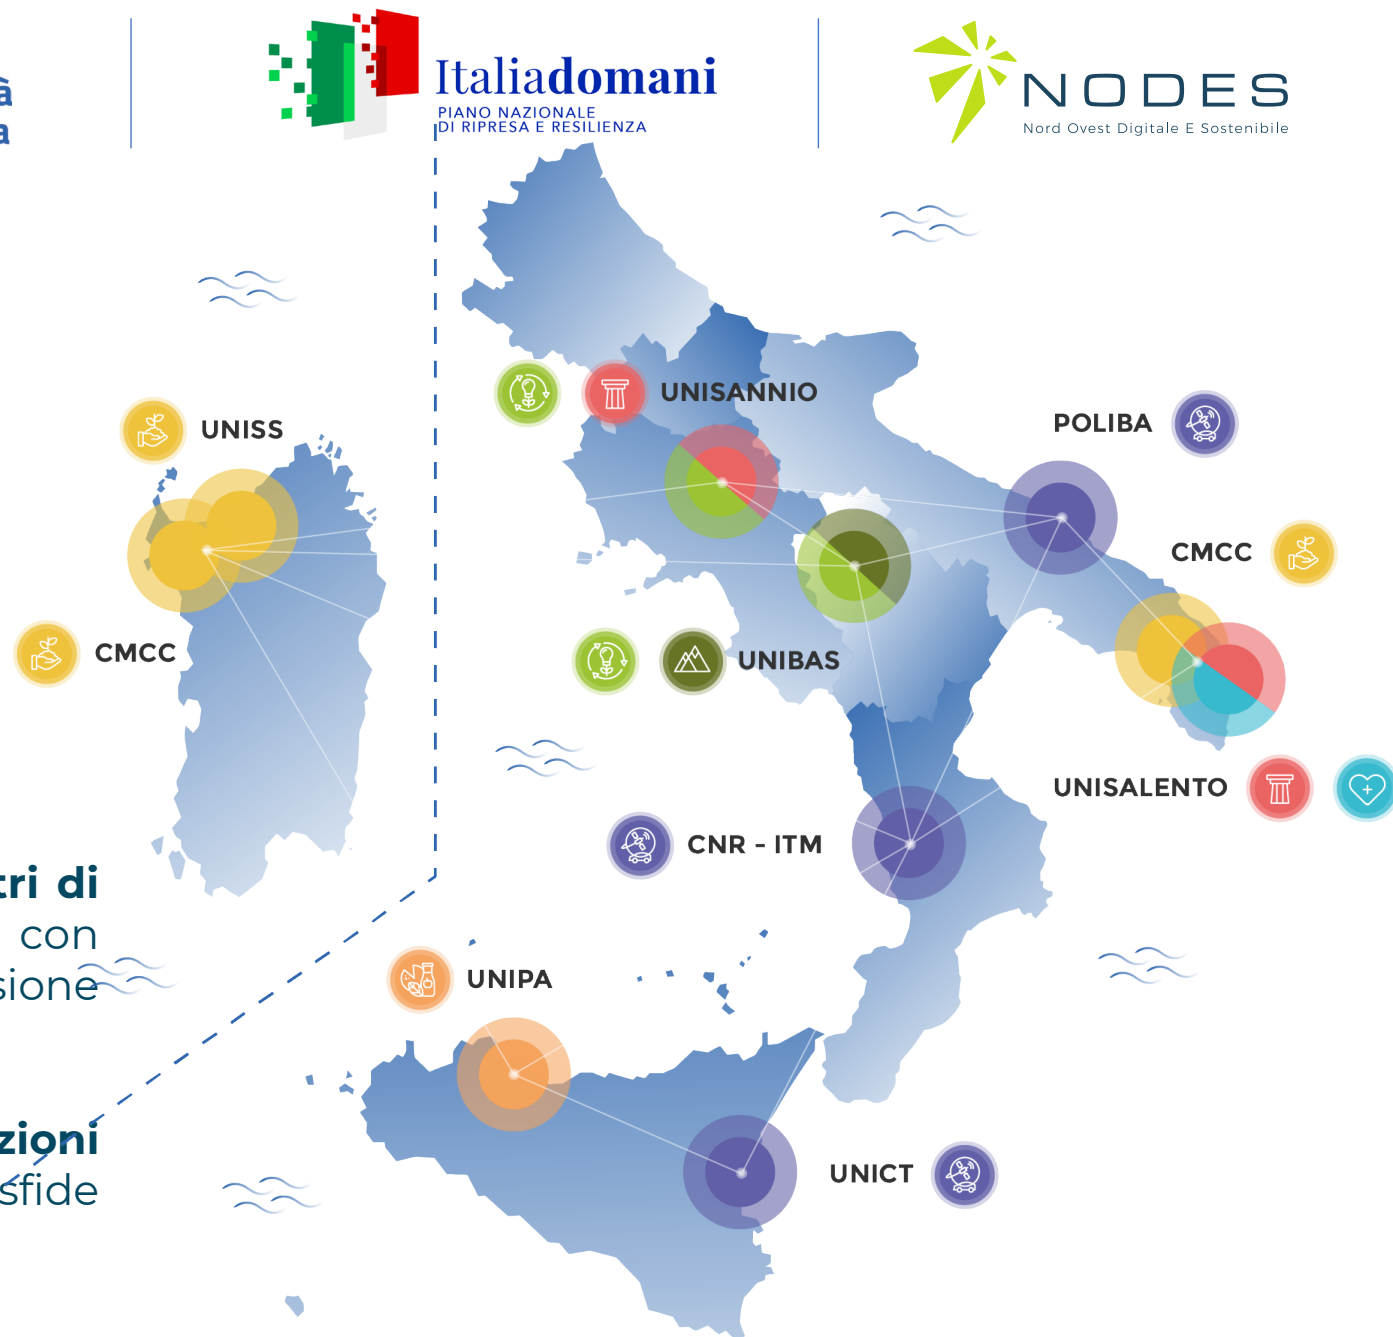 Italiadomani
PIANO NAZIONALE
DI RIPRESA E RESILIENZA
NODES
Nord Ovest Digitale E Sostenibile
UNISANNIO
UNISS
POLIBA
CMCC
CMCC
UNIBAS
UNISALENTO
CNR - ITM
di
con
UNIPA
UNICT
sfide